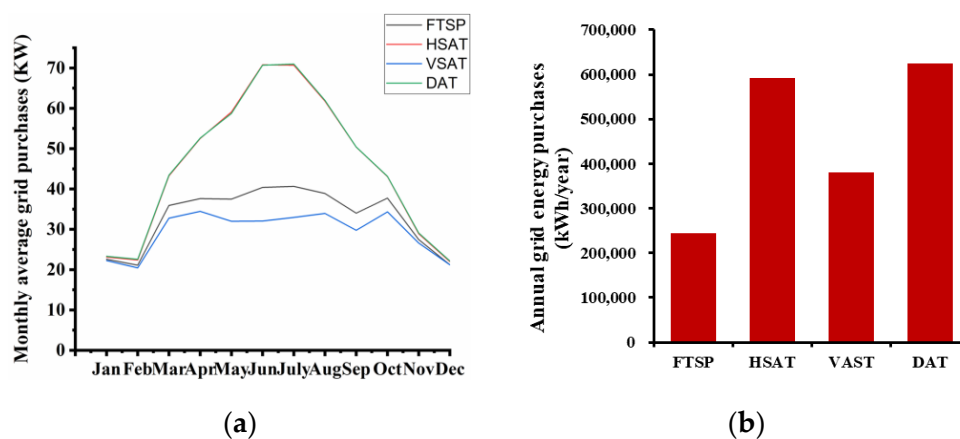 FTSP
HSAT
VSAT
DAT
Monthly average grid purchases (KW)
70
60
50
40
30
20
10
0
Jan Feb Mar Apr May Jun July Aug Sep Oct Nov Dec
(a)
Annual grid energy purchases
(kWh/year)
700,000
600,000
500,000
400,000
300,000
200,000
100,000
0
FTSP HSAT VAST DAT
(b)